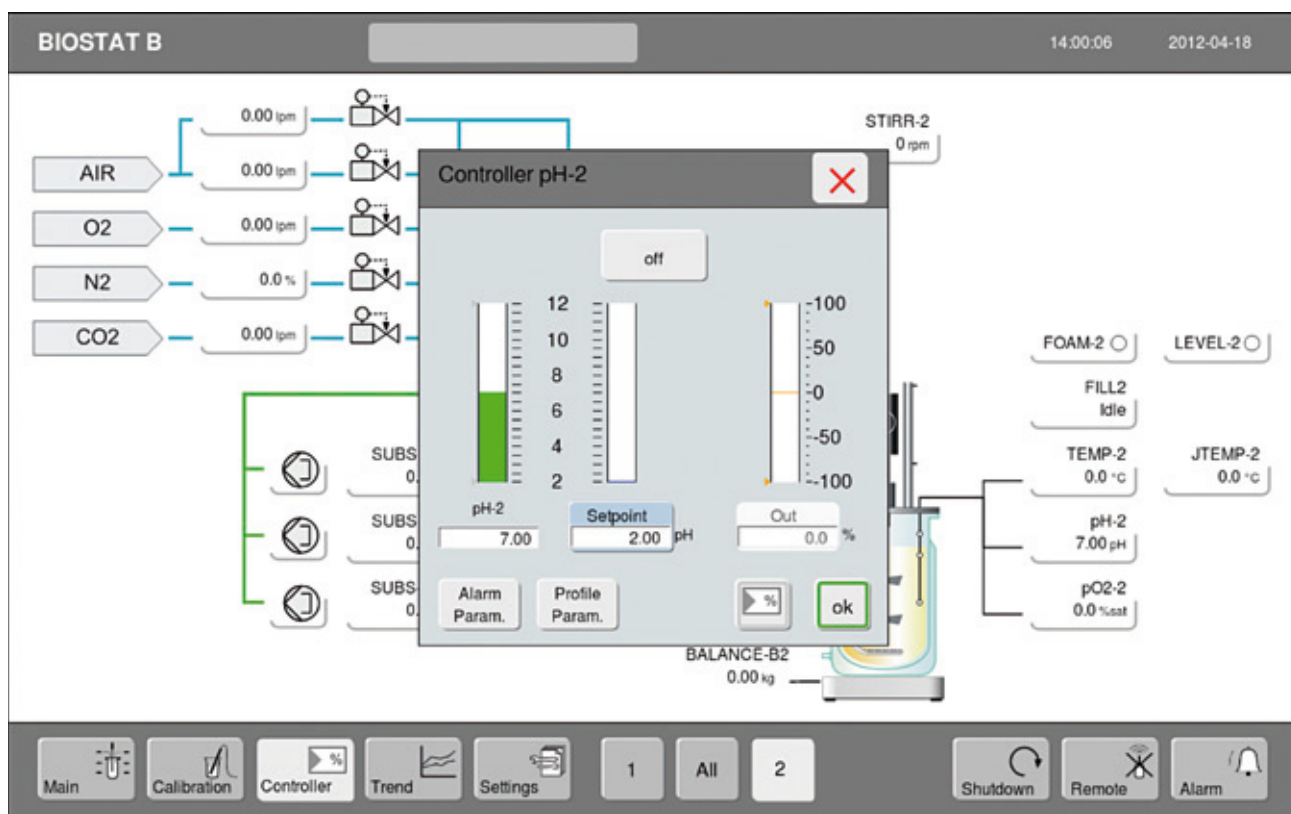 BIOSTAT B
14:00:06 2012-04-18
0.00 lpm
STIRR-2
0 rpm
AIR
0.00 lpm
O2
0.00 lpm
N2
0.0 %
CO2
0.00 lpm
Controller pH-2
off
12
10
8
6
4
2
100
50
0
-50
-100
pH-2
7.00
Setpoint
2.00 pH
Out
0.0 %
Alarm
Param.
Profile
Param.
%
ok
FOAM-2
LEVEL-2
FILL2
Idle
TEMP-2
0.0 °C
JTEMP-2
0.0 °C
pH-2
7.00 pH
pO2-2
0.0 %sat
SUBS
0.
SUBS
0.
SUBS
0.
BALANCE-B2
0.00 kg
Main
Calibration
%
Controller
Trend
Settings
1
All
2
Shutdown
Remote
Alarm